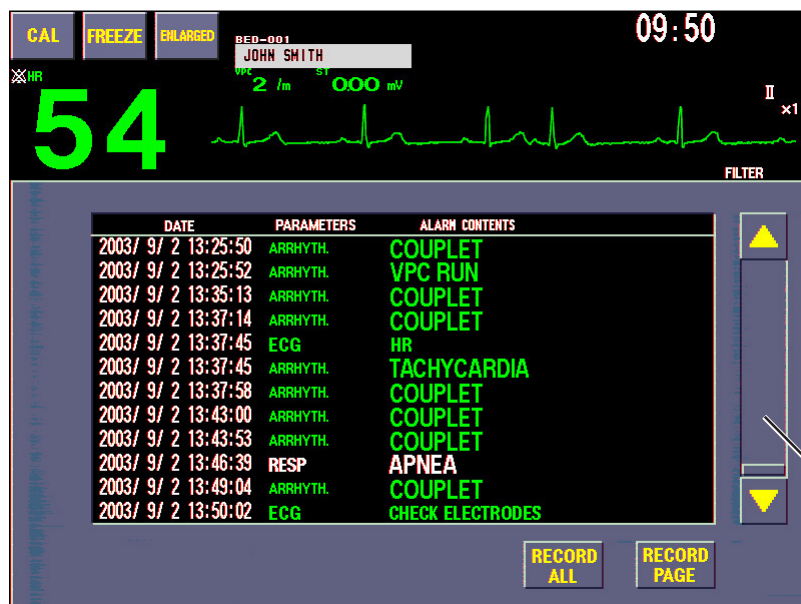 CAL FREEZE ENLARGED
BED-001
09:50
JOHN SMITH
HR
VPC 2 /m ST 0.00 mV
54
II
×1
FILTER
DATE PARAMETERS ALARM CONTENTS
2003/ 9/ 2 13:25:50 ARRHYTH. COUPLET
2003/ 9/ 2 13:25:52 ARRHYTH. VPC RUN
2003/ 9/ 2 13:35:13 ARRHYTH. COUPLET
2003/ 9/ 2 13:37:14 ARRHYTH. COUPLET
2003/ 9/ 2 13:37:45 ECG HR
2003/ 9/ 2 13:37:45 ARRHYTH. TACHYCARDIA
2003/ 9/ 2 13:37:58 ARRHYTH. COUPLET
2003/ 9/ 2 13:43:00 ARRHYTH. COUPLET
2003/ 9/ 2 13:43:53 ARRHYTH. COUPLET
2003/ 9/ 2 13:46:39 RESP APNEA
2003/ 9/ 2 13:49:04 ARRHYTH. COUPLET
2003/ 9/ 2 13:50:02 ECG CHECK ELECTRODES
RECORD ALL
RECORD PAGE